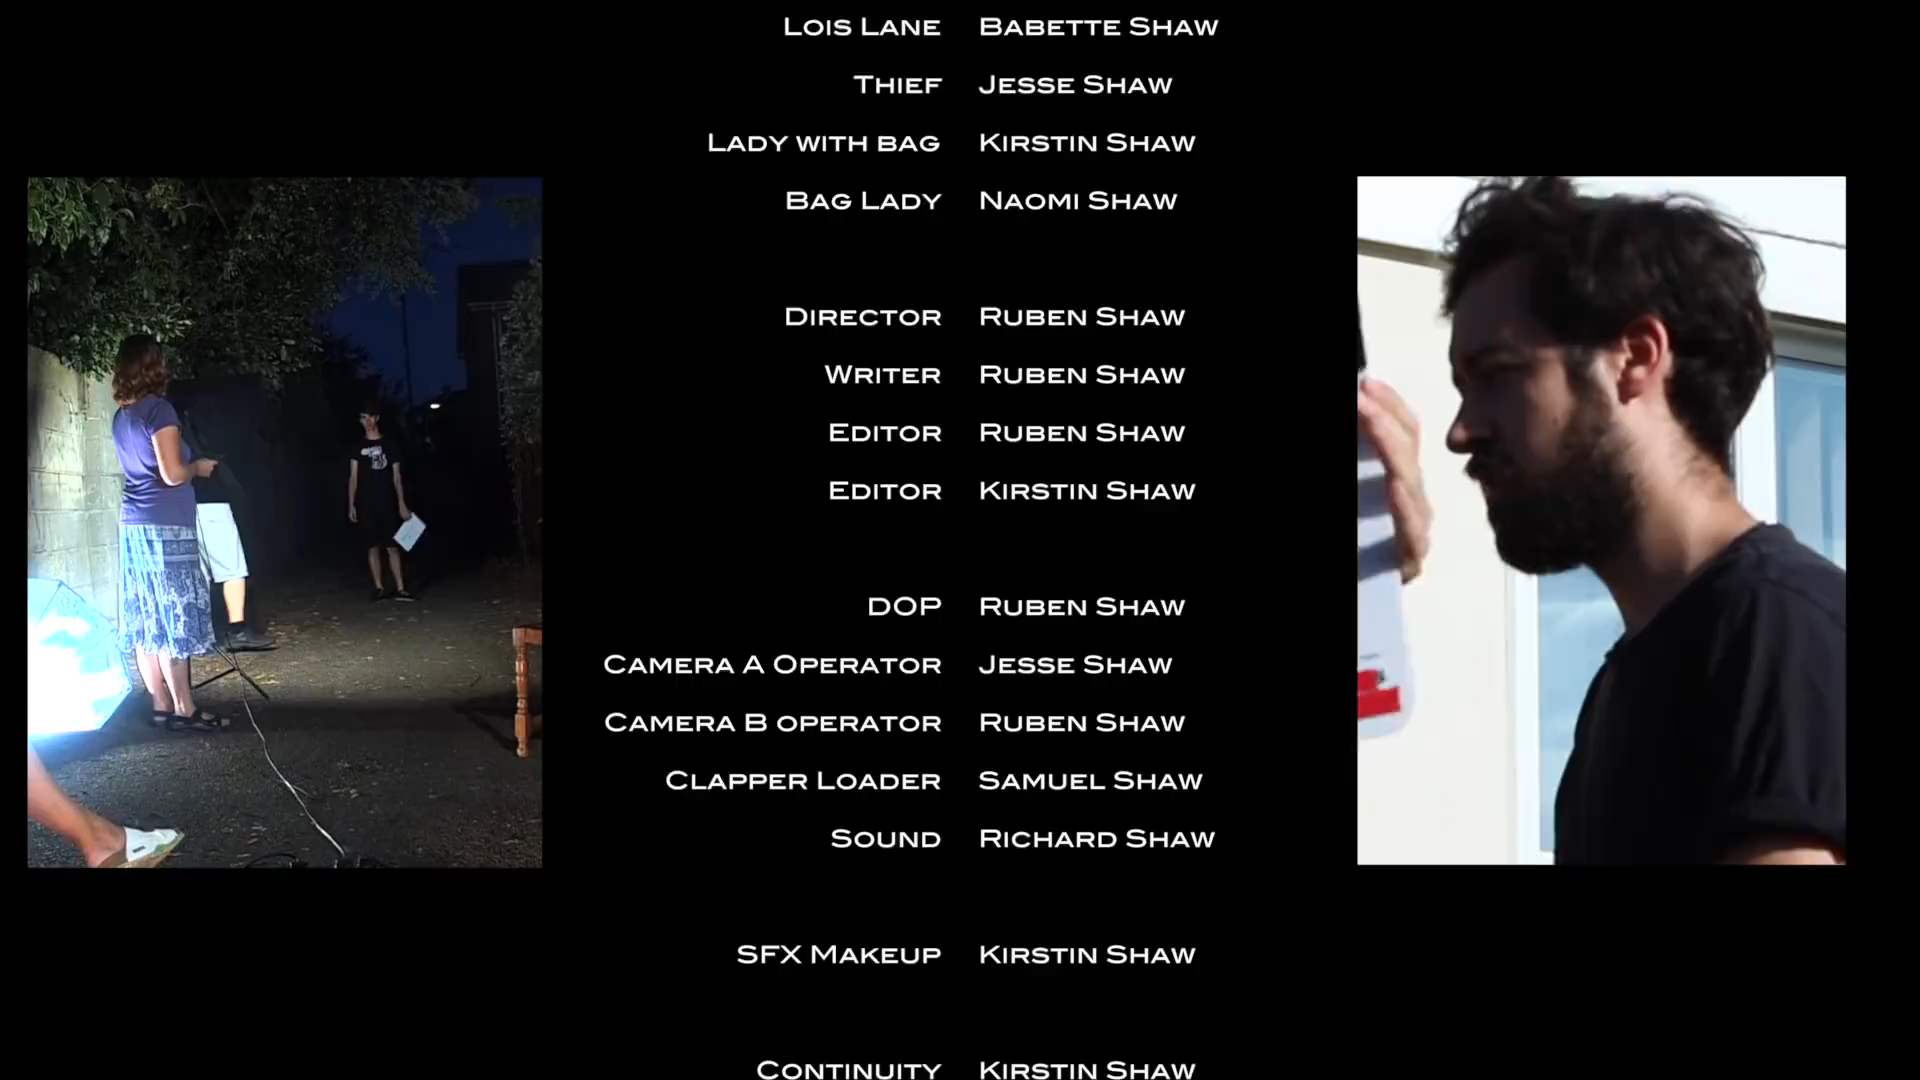 Lois Lane Babette Shaw
Thief Jesse Shaw
Lady with bag Kirstin Shaw
Bag Lady Naomi Shaw
Director Ruben Shaw
Writer Ruben Shaw
Editor Ruben Shaw
Editor Kirstin Shaw
DOP Ruben Shaw
Camera A Operator Jesse Shaw
Camera B operator Ruben Shaw
Clapper Loader Samuel Shaw
Sound Richard Shaw
SFX Makeup Kirstin Shaw
Continuity Kirstin Shaw